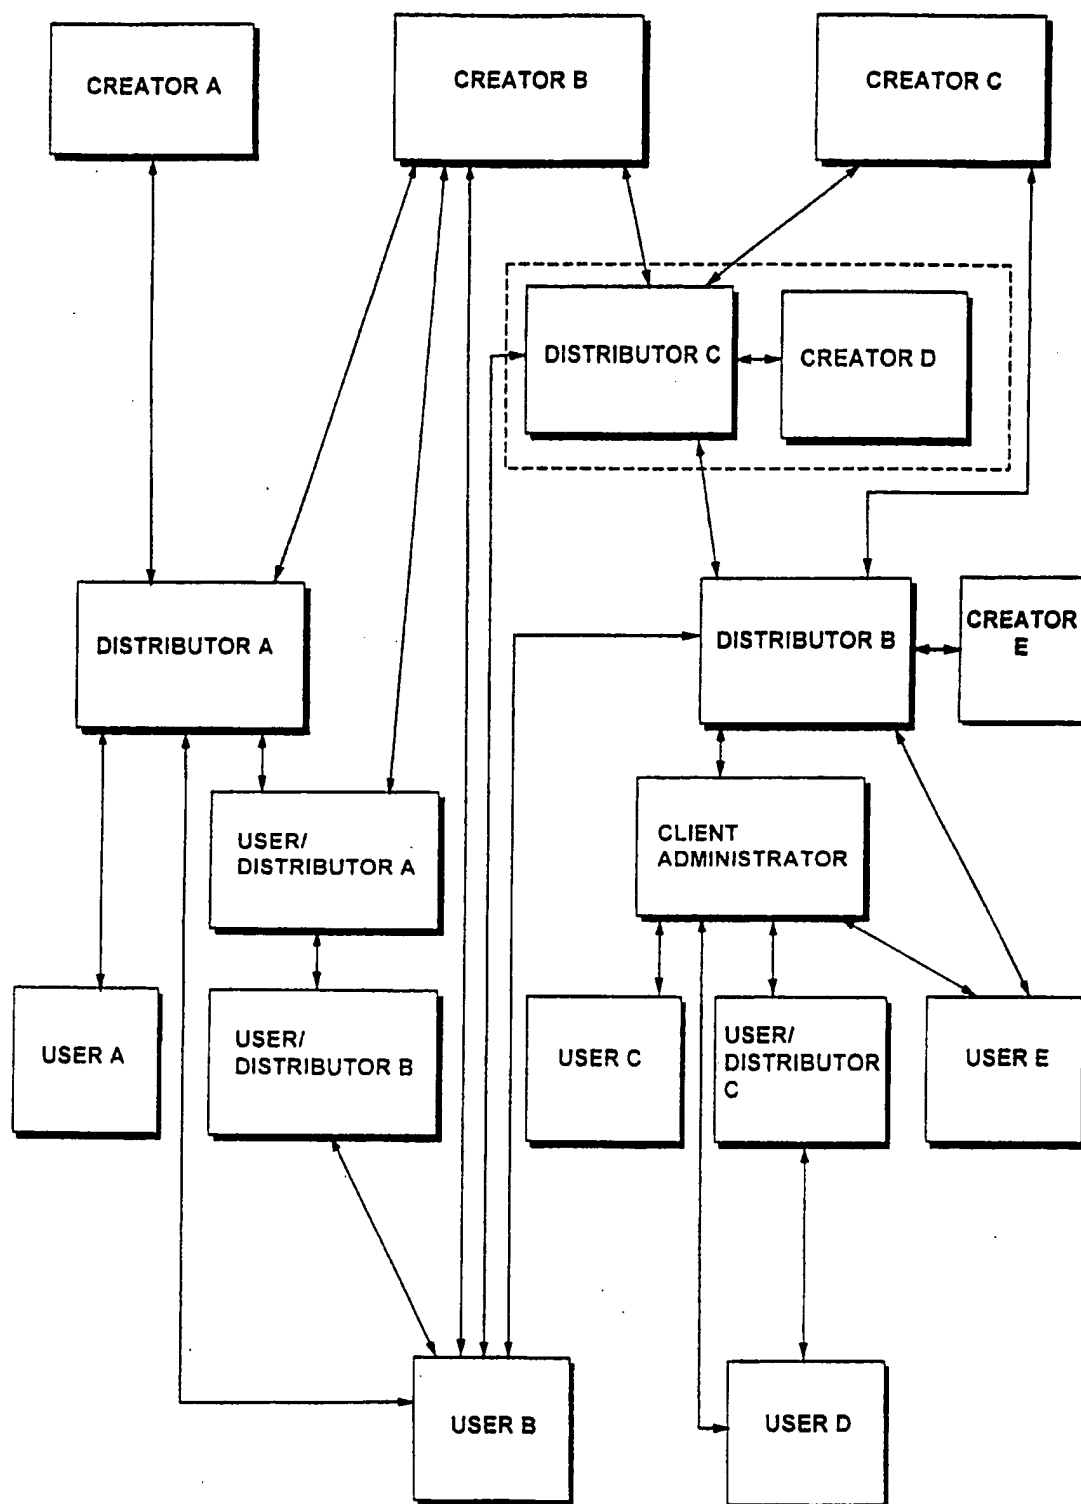 CREATOR A
CREATOR B
CREATOR C
DISTRIBUTOR C
CREATOR D
DISTRIBUTOR A
DISTRIBUTOR B
CREATOR
E
USER/
DISTRIBUTOR A
CLIENT
ADMINISTRATOR
USER A
USER/
DISTRIBUTOR B
USER C
USER/
DISTRIBUTOR
C
USER E
USER B
USER D